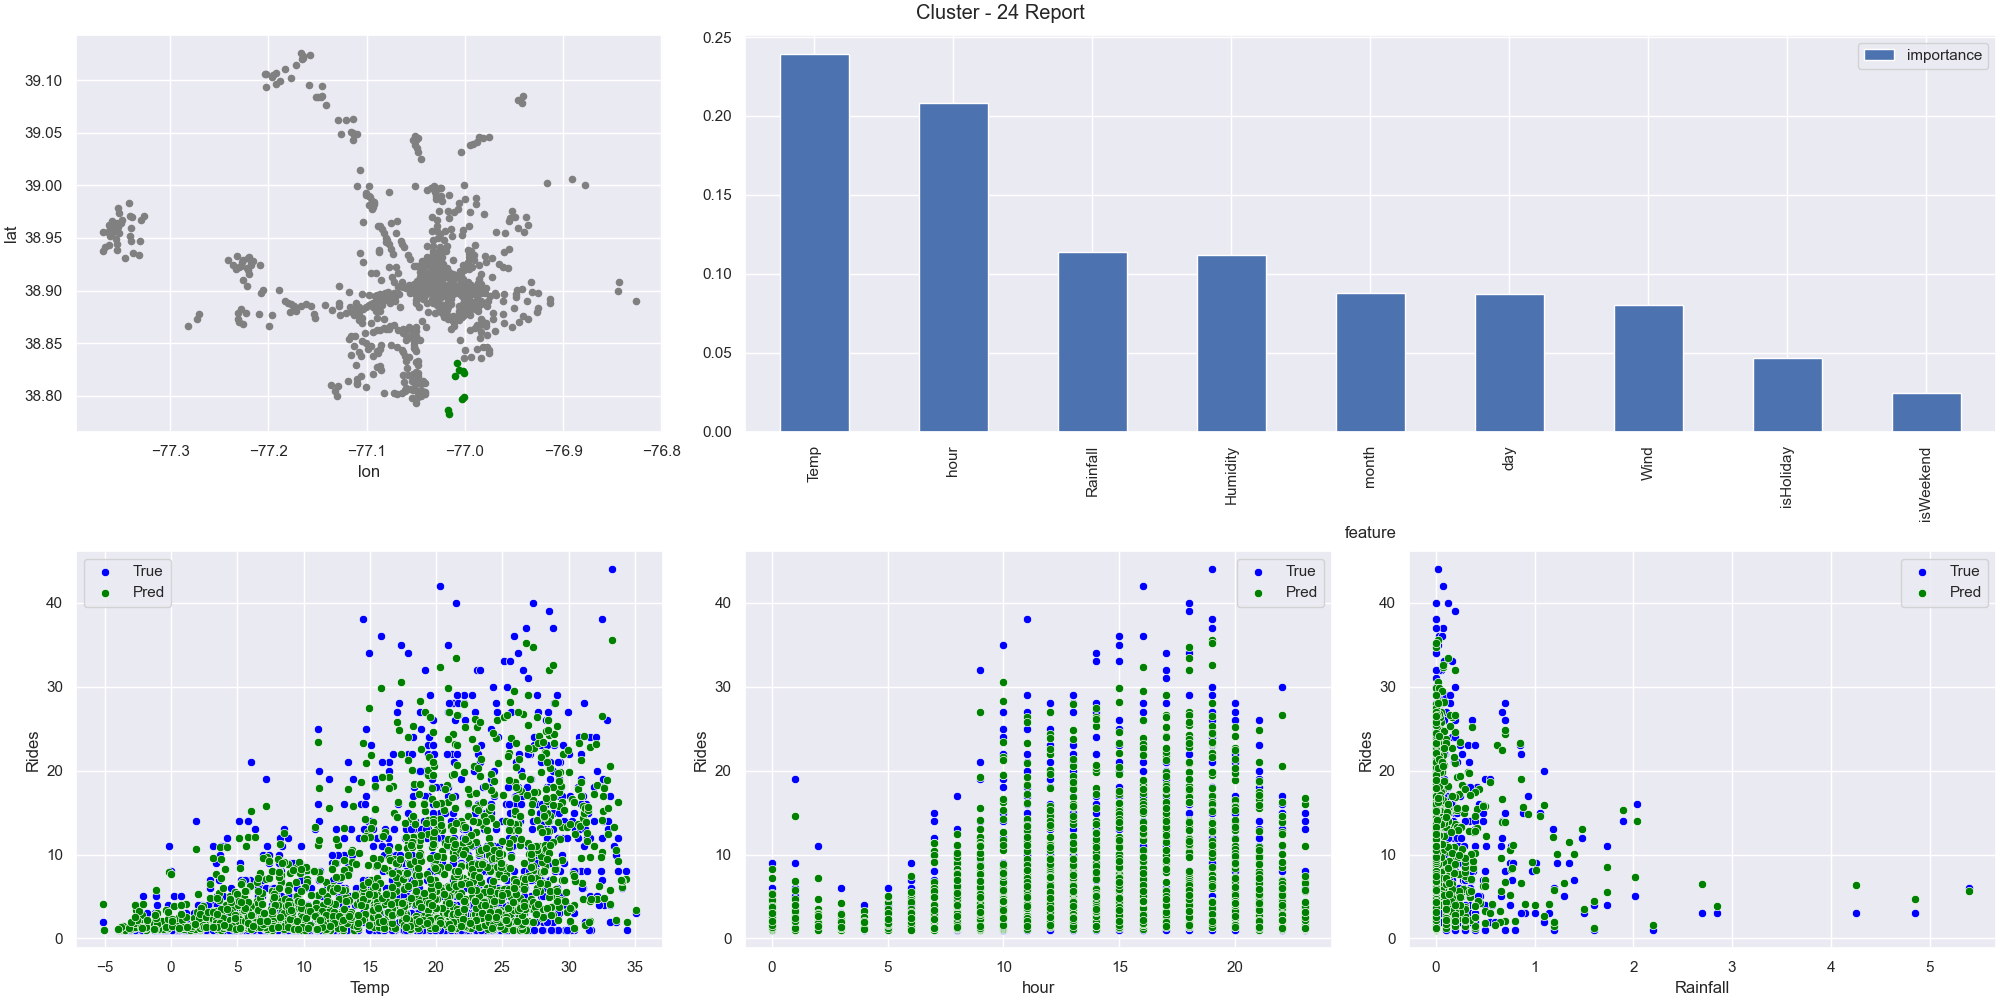 Cluster - 24 Report
39.10
39.05
39.00
38.95
38.90
38.85
38.80
lat
−77.3 −77.2 −77.1 −77.0 −76.9 −76.8
lon
0.25
0.20
0.15
0.10
0.05
0.00
importance
Temp
hour
Rainfall
Humidity
month
day
Wind
isHoliday
isWeekend
feature
True
Pred
40
30
20
10
0
Rides
−5 0 5 10 15 20 25 30 35
Temp
True
Pred
40
30
20
10
0
Rides
0 5 10 15 20
hour
True
Pred
40
30
20
10
0
Rides
0 1 2 3 4 5
Rainfall